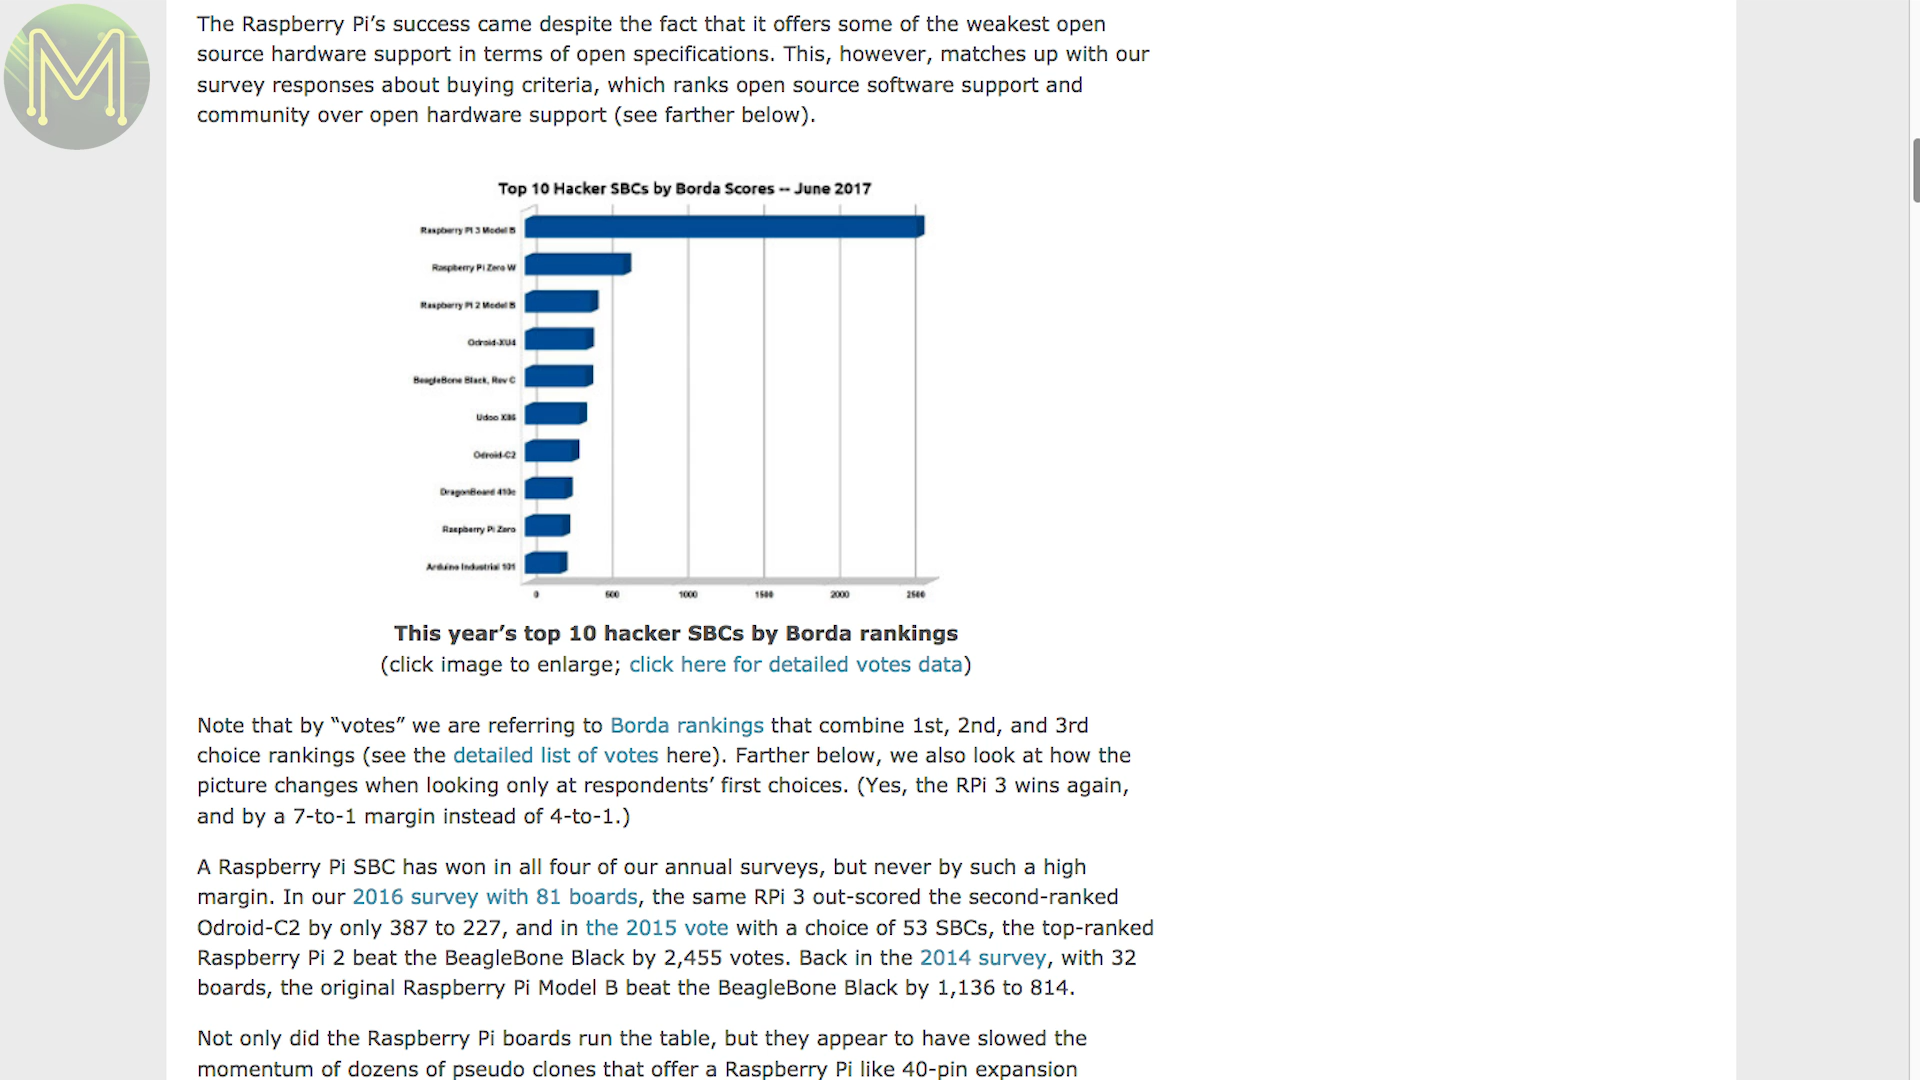 M
The Raspberry Pi’s success came despite the fact that it offers some of the weakest open
source hardware support in terms of open specifications. This, however, matches up with our
survey responses about buying criteria, which ranks open source software support and
community over open hardware support (see farther below).
Top 10 Hacker SBCs by Borda Scores -- June 2017
Raspberry Pi 3 Model B
Raspberry Pi Zero W
Raspberry Pi 2 Model B
Odroid-XU4
BeagleBone Black, Rev C
Udoo X86
Odroid-C2
DragonBoard 410c
Raspberry Pi Zero
Arduino Industrial 101
0 500 1000 1500 2000 2500
This year’s top 10 hacker SBCs by Borda rankings
(click image to enlarge; click here for detailed votes data)
Note that by “votes” we are referring to Borda rankings that combine 1st, 2nd, and 3rd
choice rankings (see the detailed list of votes here). Farther below, we also look at how the
picture changes when looking only at respondents’ first choices. (Yes, the RPi 3 wins again,
and by a 7-to-1 margin instead of 4-to-1.)
A Raspberry Pi SBC has won in all four of our annual surveys, but never by such a high
margin. In our 2016 survey with 81 boards, the same RPi 3 out-scored the second-ranked
Odroid-C2 by only 387 to 227, and in the 2015 vote with a choice of 53 SBCs, the top-ranked
Raspberry Pi 2 beat the BeagleBone Black by 2,455 votes. Back in the 2014 survey, with 32
boards, the original Raspberry Pi Model B beat the BeagleBone Black by 1,136 to 814.
Not only did the Raspberry Pi boards run the table, but they appear to have slowed the
momentum of dozens of pseudo clones that offer a Raspberry Pi like 40-pin expansion